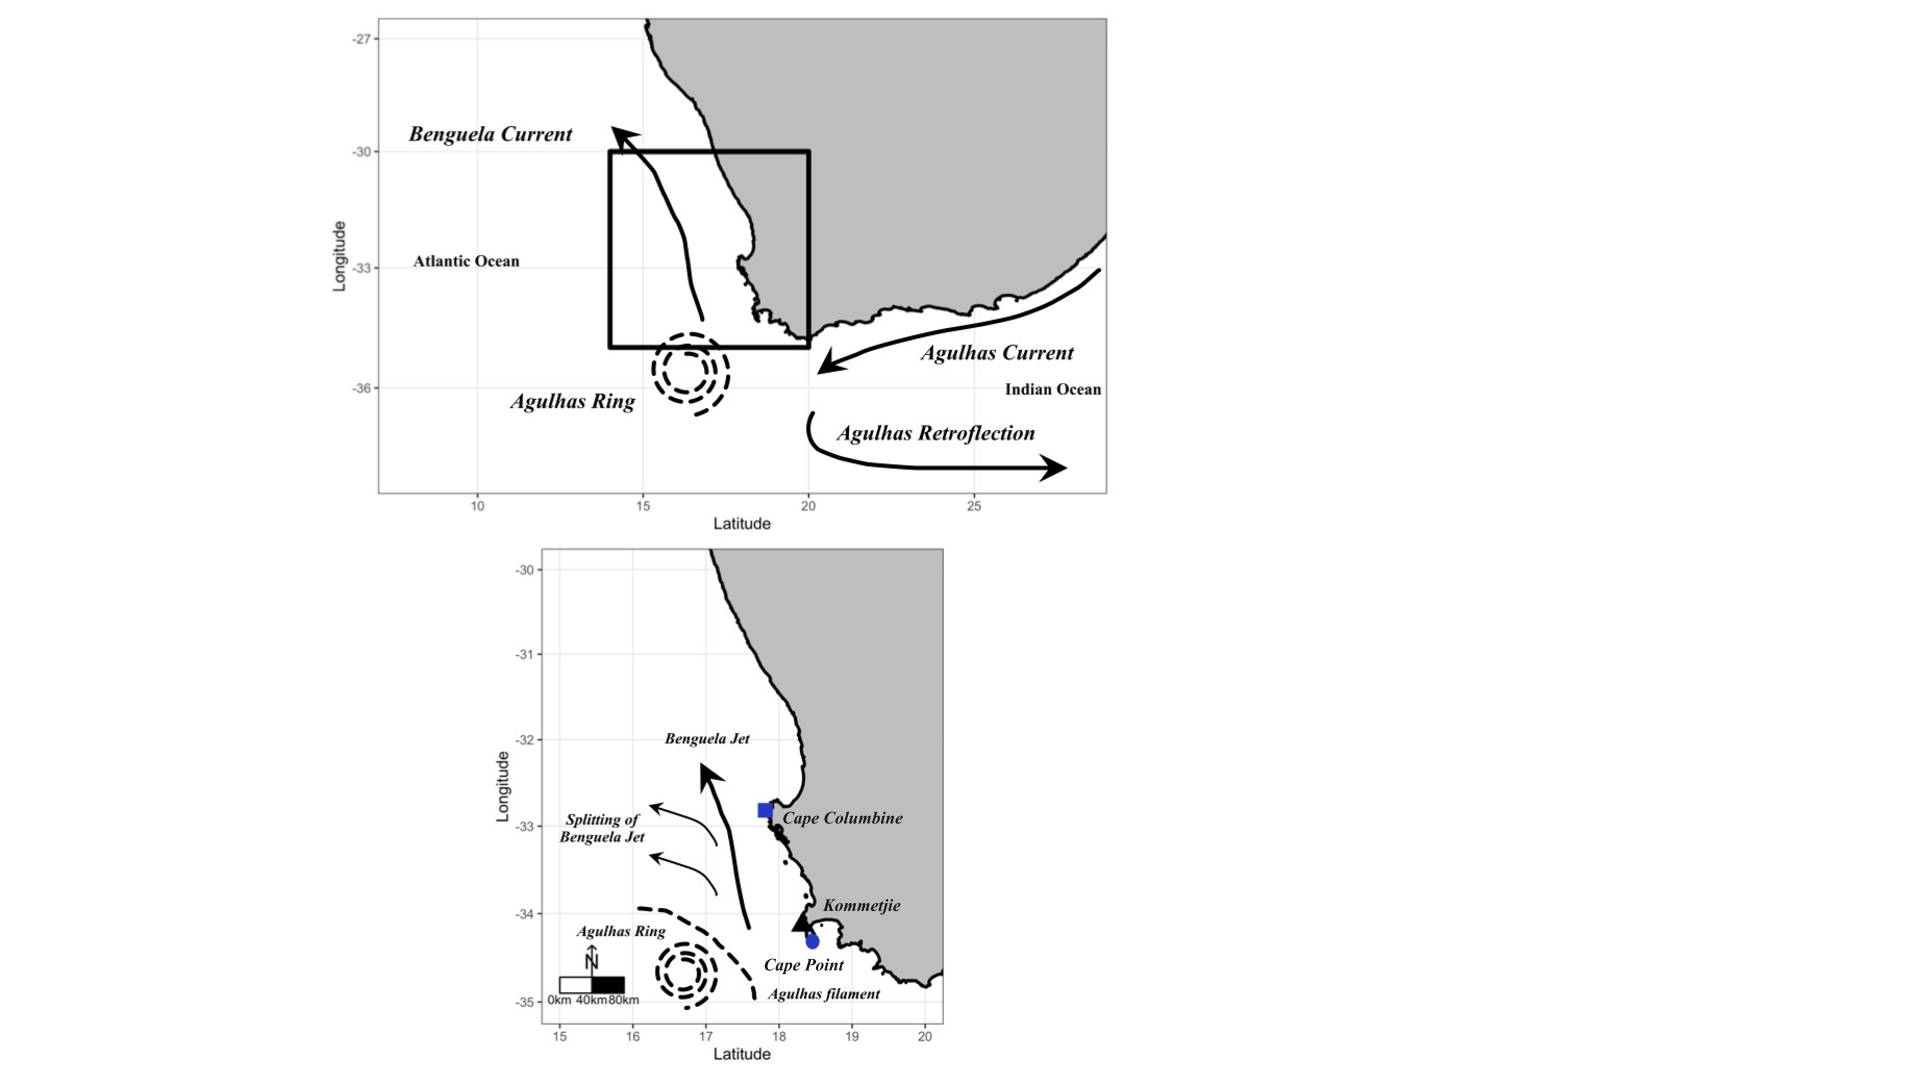 -27
Benguela Current
-30
Longitude
Atlantic Ocean
-33
Agulhas Current
-36
Indian Ocean
Agulhas Ring
Agulhas Retroflection
10
15
20
25
Latitude
-30
-31
-32
Benguela Jet
Longitude
Splitting of
Benguela Jet
Cape Columbine
-33
Kommetjie
-34
Agulhas Ring
N
Cape Point
Agulhas filament
0km 40km 80km
-35
15
16
17
18
19
20
Latitude